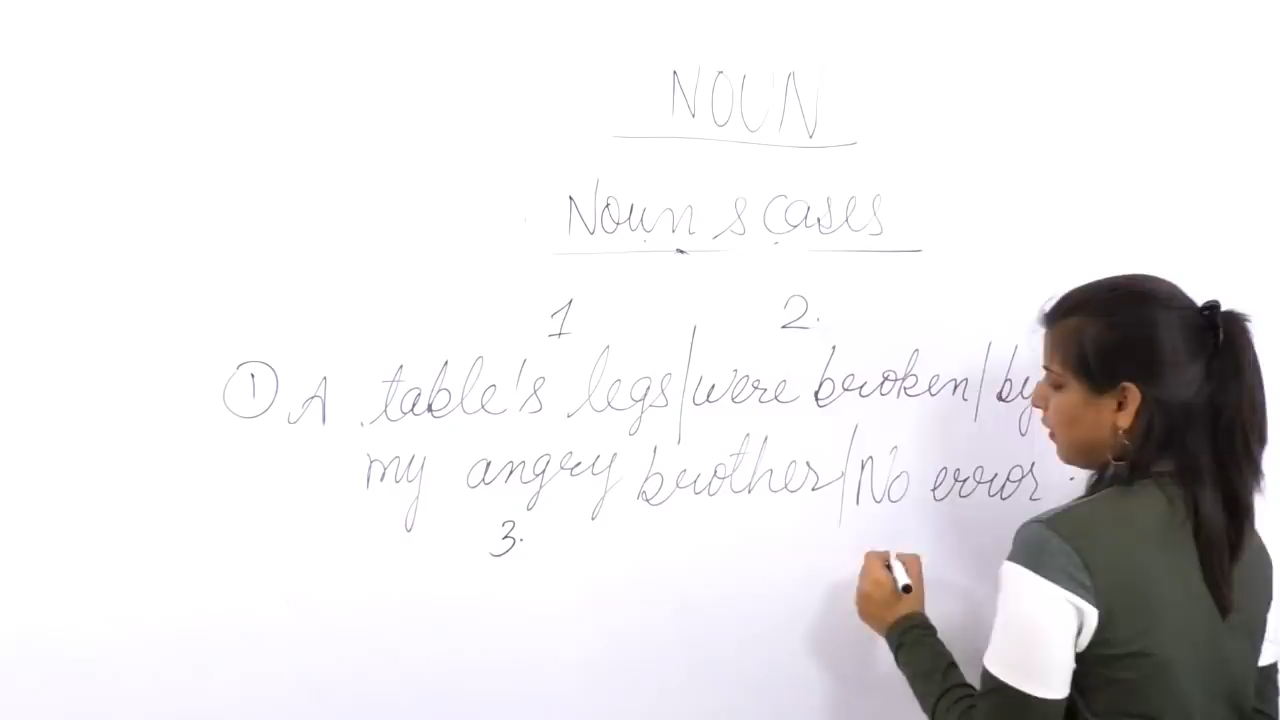 NOUN
Noun s cases
1 2.
① A table's legs/were broken/by
my angry brother/No error.
3.